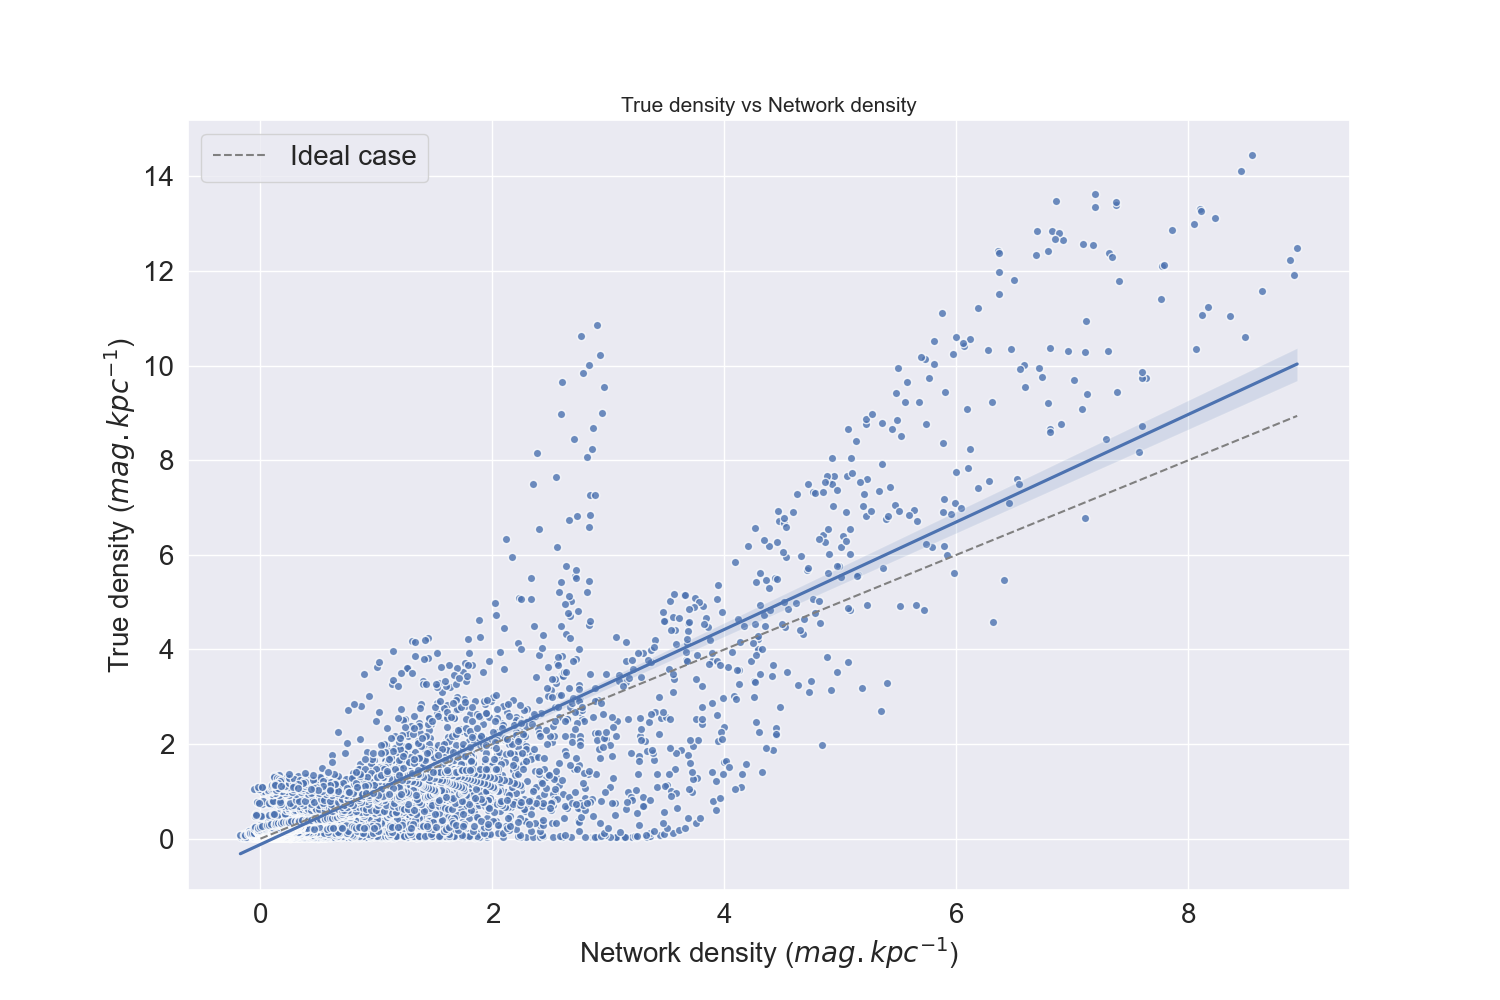 True density vs Network density
Ideal case
14
12
10
8
6
4
2
0
True density (mag.kpc⁻¹)
0 2 4 6 8
Network density (mag.kpc⁻¹)